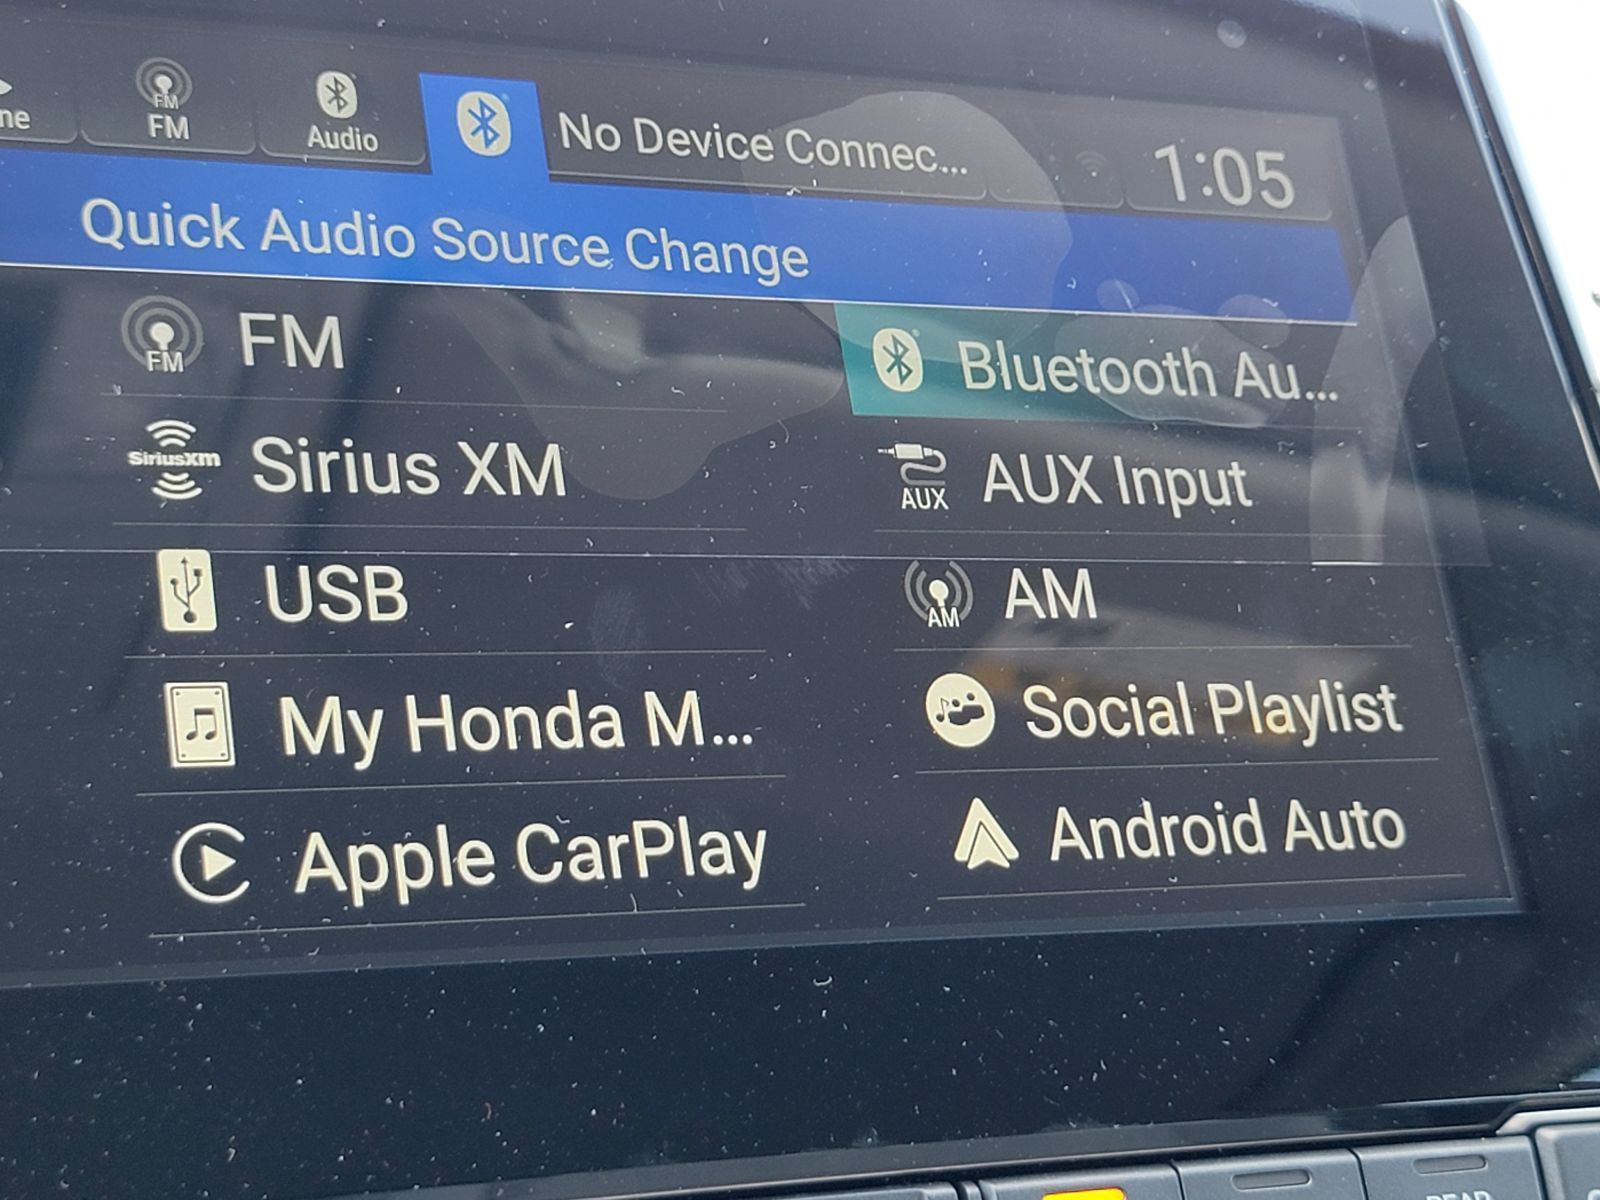 ne
FM
FM
Audio
No Device Connec...
1:05
Quick Audio Source Change
FM
FM
Bluetooth Au...
SiriusXm
Sirius XM
AUX
AUX Input
USB
AM
AM
My Honda M...
Social Playlist
Apple CarPlay
Android Auto